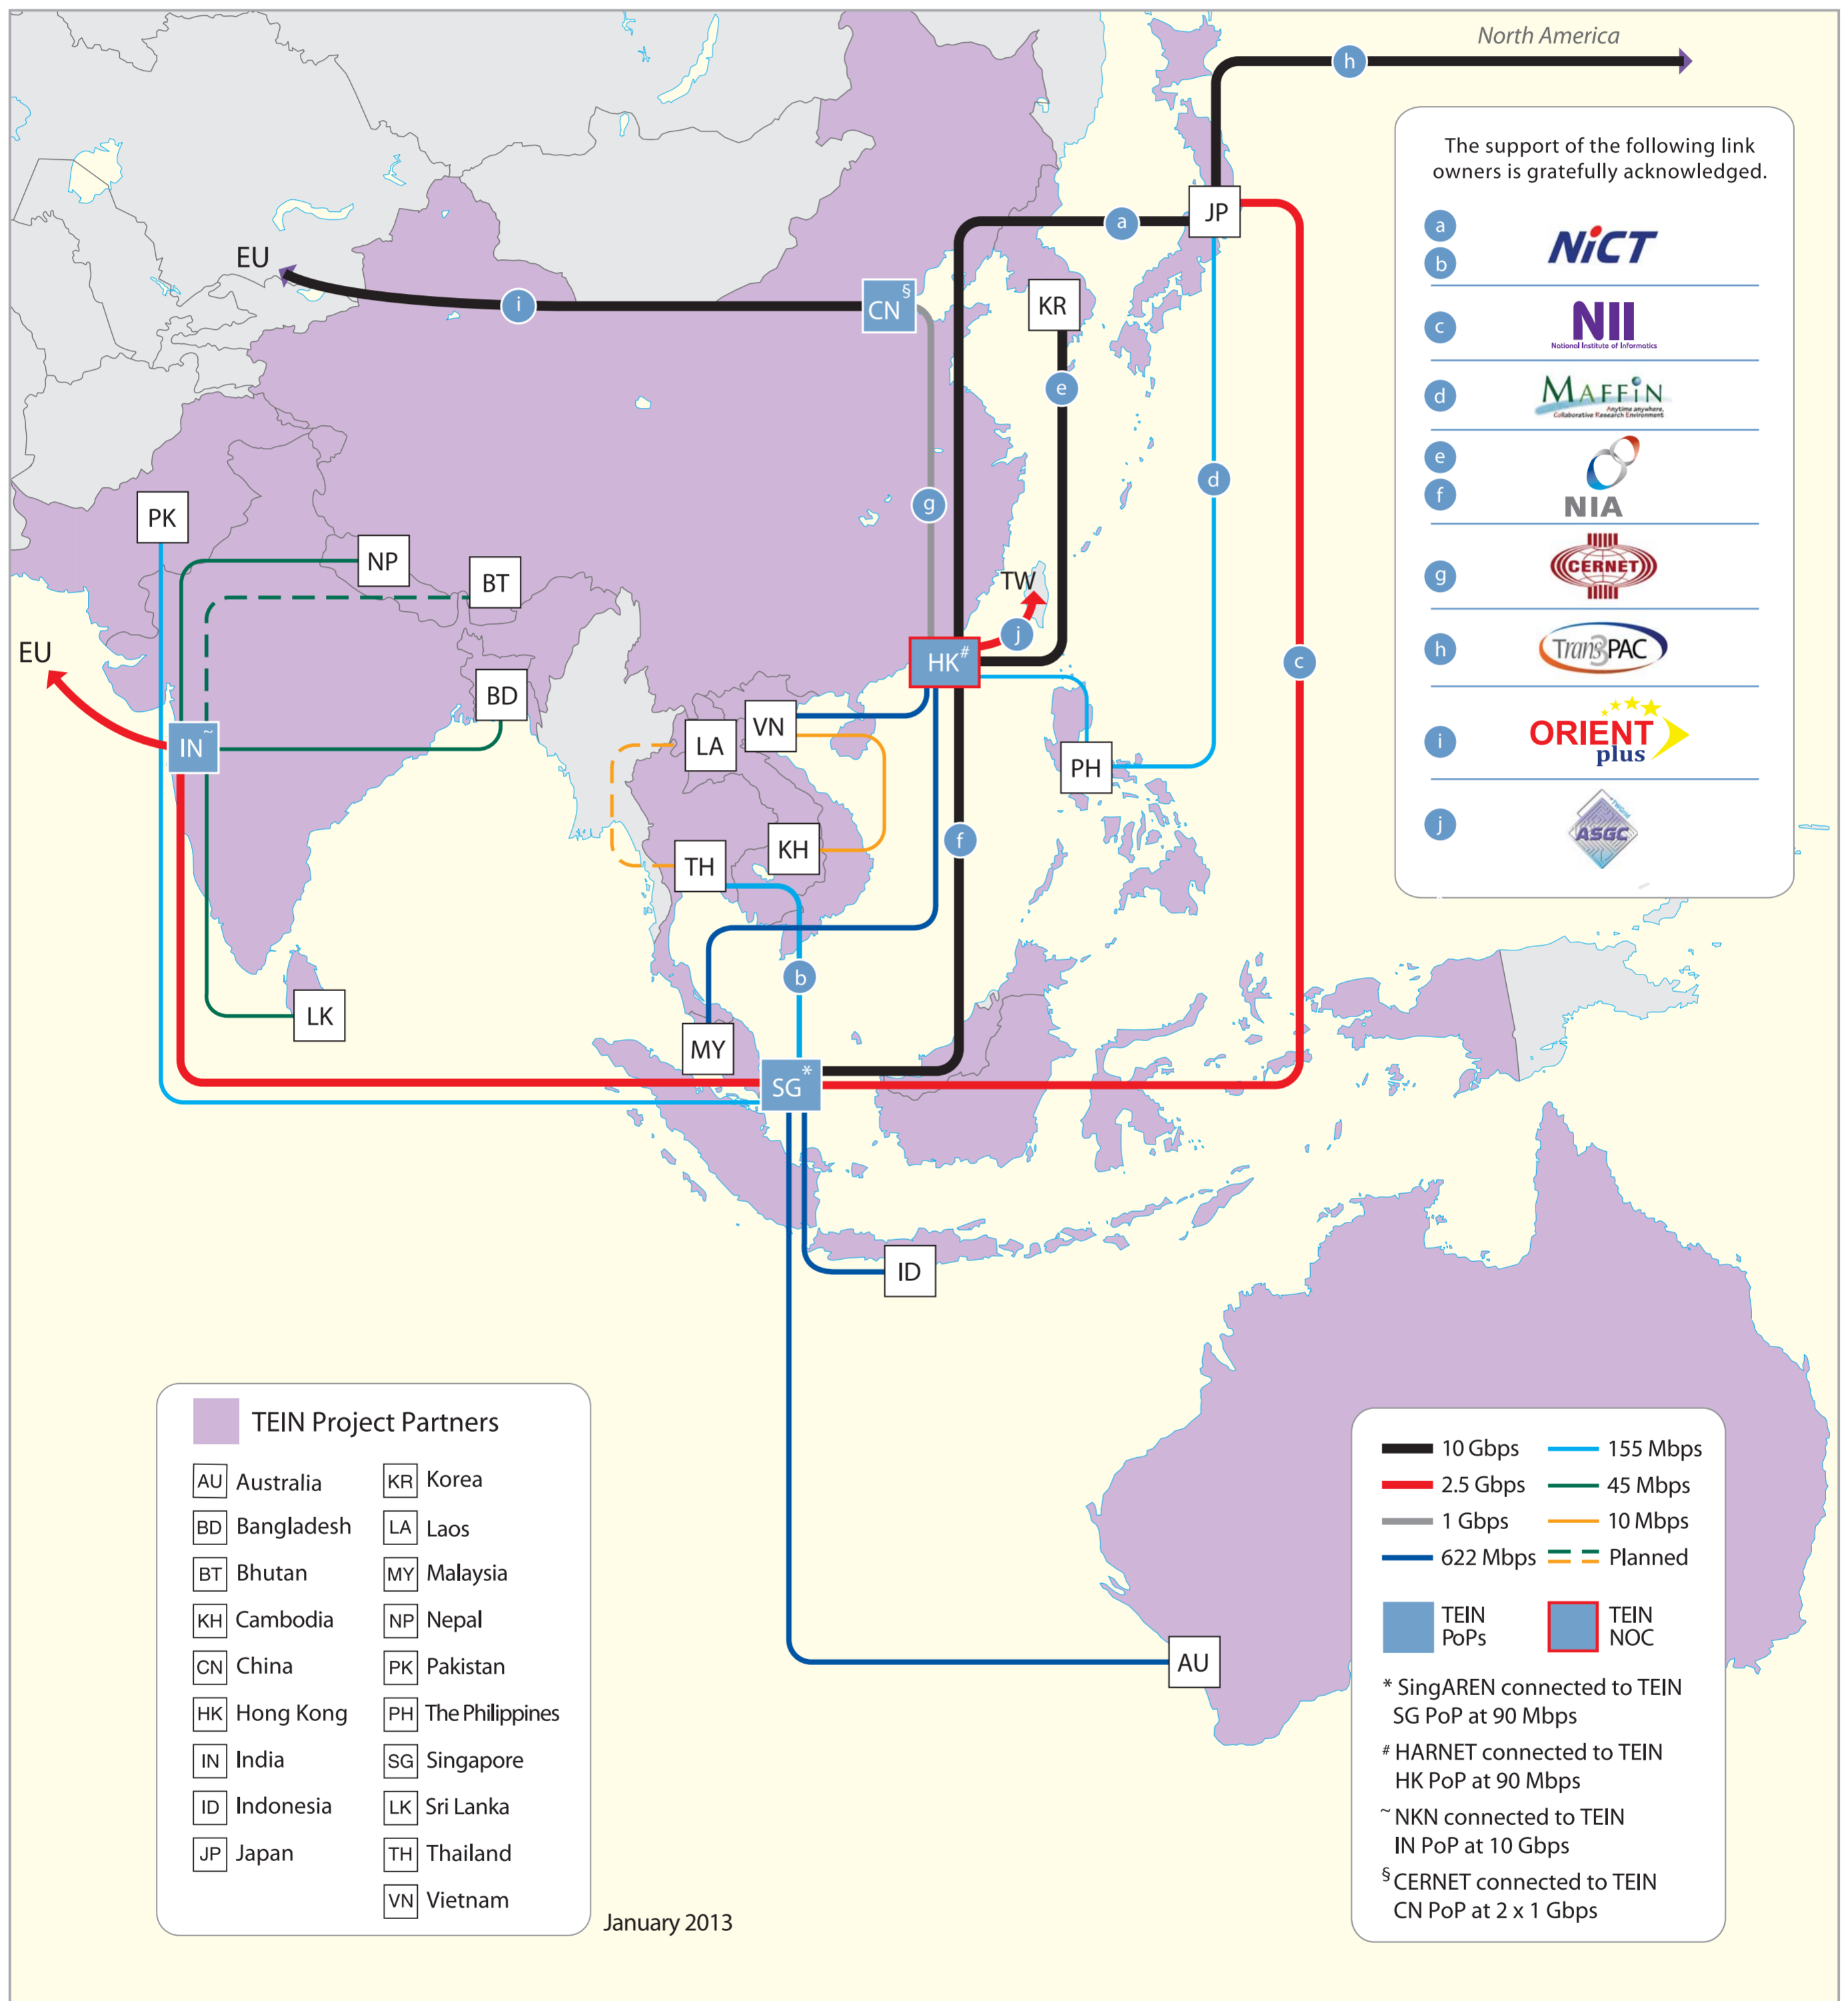 North America
h
The support of the following link
owners is gratefully acknowledged.
a
NiCT
b
c
NII
National Institute of Informatics
d
MAFFiN
Anytime anywhere,
Collaborative Research Environment
e
f
NIA
g
CERNET
h
Trans3PAC
i
ORIENT
plus
j
ASGC
JP
a
EU
i
CN§
KR
e
g
d
PK
NP
BT
TW
j
HK#
c
EU
BD
IN~
LA
VN
PH
f
TH
KH
b
LK
MY
SG*
ID
AU
TEIN Project Partners
AU Australia
BD Bangladesh
BT Bhutan
KH Cambodia
CN China
HK Hong Kong
IN India
ID Indonesia
JP Japan
KR Korea
LA Laos
MY Malaysia
NP Nepal
PK Pakistan
PH The Philippines
SG Singapore
LK Sri Lanka
TH Thailand
VN Vietnam
January 2013
10 Gbps
2.5 Gbps
1 Gbps
622 Mbps
155 Mbps
45 Mbps
10 Mbps
Planned
TEIN
PoPs
TEIN
NOC
* SingAREN connected to TEIN
SG PoP at 90 Mbps
# HARNET connected to TEIN
HK PoP at 90 Mbps
~ NKN connected to TEIN
IN PoP at 10 Gbps
§ CERNET connected to TEIN
CN PoP at 2 x 1 Gbps